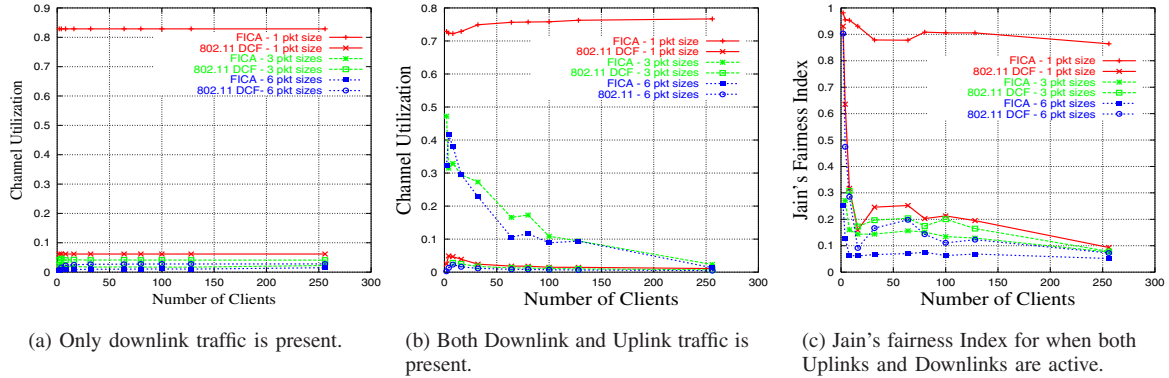 0.9
0.8
0.7
0.6
0.5
0.4
0.3
0.2
0.1
0
0 50 100 150 200 250 300
Channel Utilization
Number of Clients
FICA - 1 pkt size
802.11 DCF - 1 pkt size
FICA - 3 pkt sizes
802.11 DCF - 3 pkt sizes
FICA - 6 pkt sizes
802.11 DCF - 6 pkt sizes
(a) Only downlink traffic is present.
0.8
0.7
0.6
0.5
0.4
0.3
0.2
0.1
0
0 50 100 150 200 250 300
Channel Utilization
Number of Clients
FICA - 1 pkt size
802.11 DCF - 1 pkt size
FICA - 3 pkt sizes
802.11 DCF - 3 pkt sizes
FICA - 6 pkt sizes
802.11 - 6 pkt sizes
(b) Both Downlink and Uplink traffic is
present.
1
0.9
0.8
0.7
0.6
0.5
0.4
0.3
0.2
0.1
0
0 50 100 150 200 250 300
Jain's Fairness Index
Number of Clients
FICA - 1 pkt size
802.11 DCF - 1 pkt size
FICA - 3 pkt sizes
802.11 DCF - 3 pkt sizes
FICA - 6 pkt sizes
802.11 DCF - 6 pkt sizes
(c) Jain's fairness Index for when both
Uplinks and Downlinks are active.